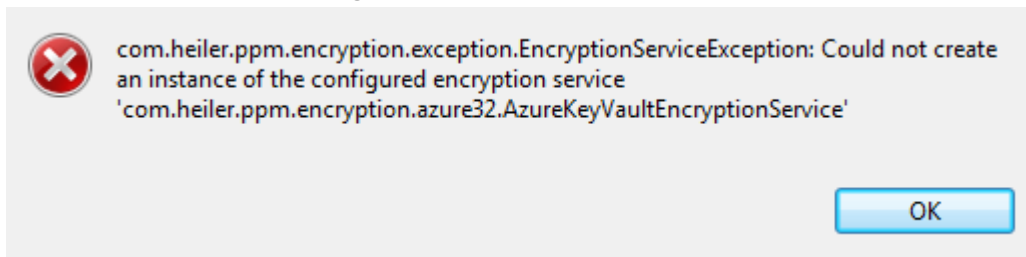 com.heiler.ppm.encryption.exception.EncryptionServiceException: Could not create
an instance of the configured encryption service
'com.heiler.ppm.encryption.azure32.AzureKeyVaultEncryptionService'
OK